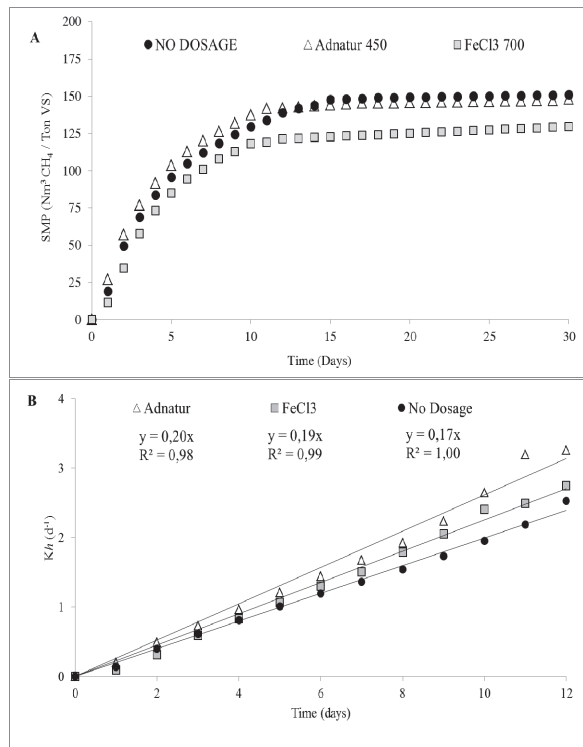 A
NO DOSAGE
Adnatur 450
FeCl3 700
SMP (Nm³ CH₄ / Ton VS)
200
175
150
125
100
75
50
25
0
0 5 10 15 20 25 30
Time (Days)
B
Adnatur
FeCl3
No Dosage
y = 0,20x
y = 0,19x
y = 0,17x
R² = 0,98
R² = 0,99
R² = 1,00
Kh (d⁻¹)
4
3
2
1
0
0 2 4 6 8 10 12
Time (days)